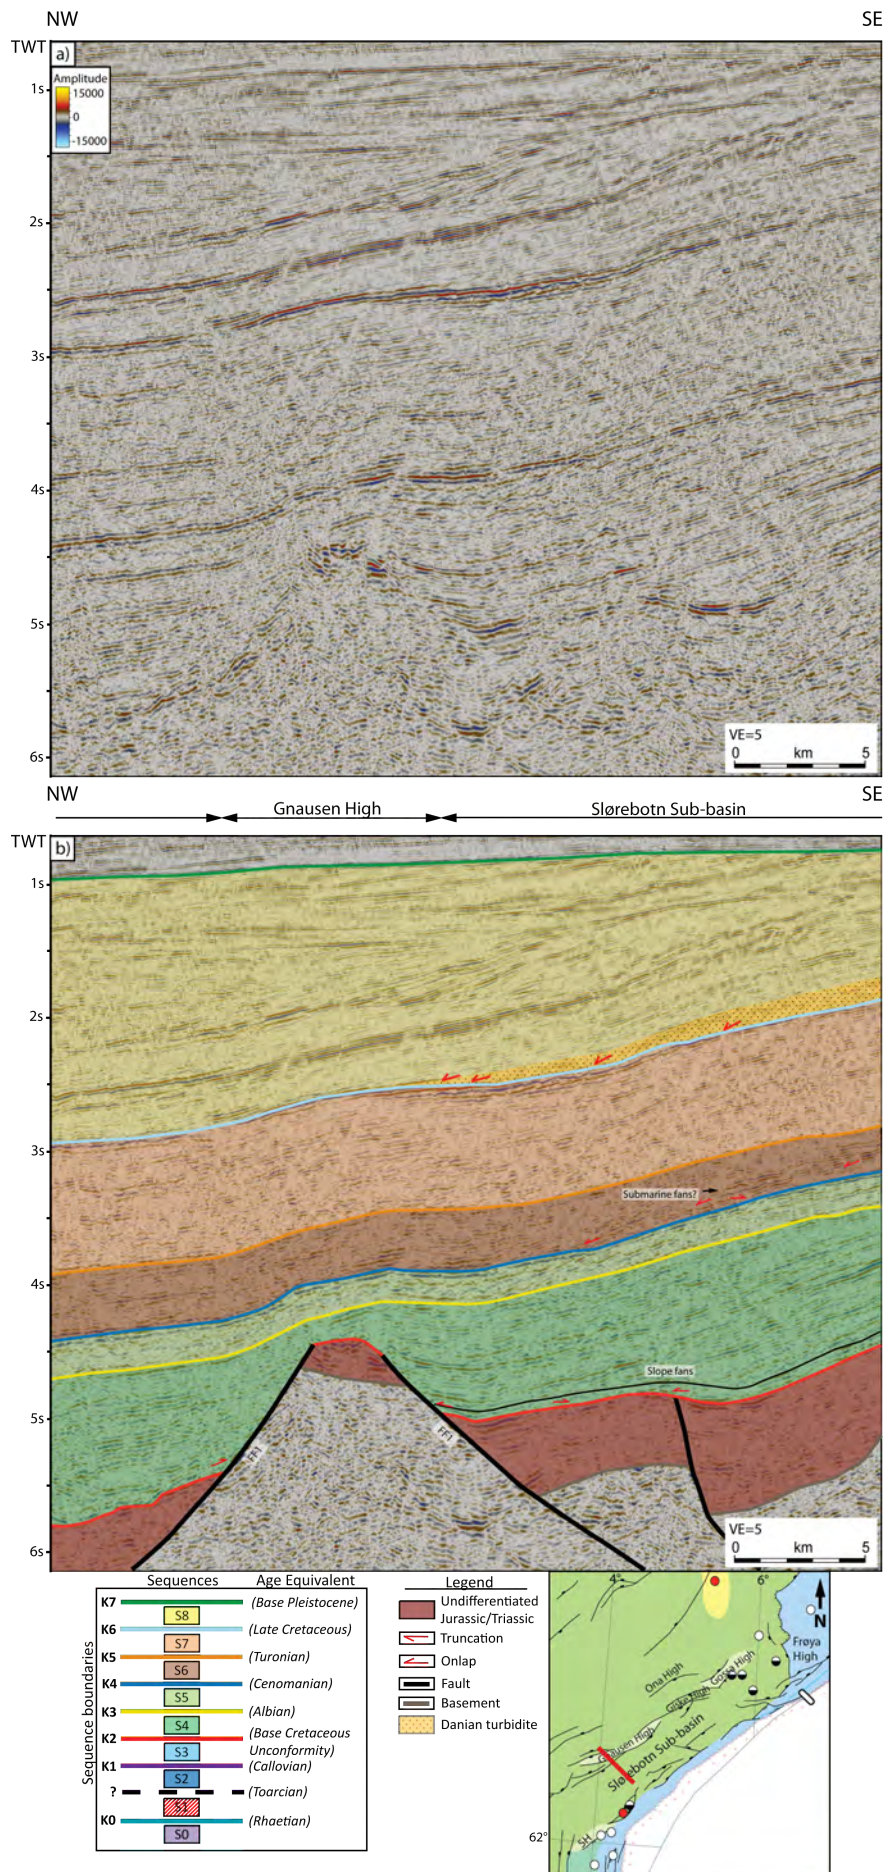 NW SE
TWT
a)
Amplitude
15000
0
-15000
1s
2s
3s
4s
5s
6s
VE=5
0 km 5
NW SE
Gnausen High Slørebotn Sub-basin
TWT
b)
1s
2s
3s
Submarine fans?
4s
Slope fans
5s
FF1
FF1
6s
VE=5
0 km 5
Sequences Age Equivalent
Sequence boundaries
K7 (Base Pleistocene)
S8
K6 (Late Cretaceous)
S7
K5 (Turonian)
S6
K4 (Cenomanian)
S5
K3 (Albian)
S4
K2 (Base Cretaceous
S3 Unconformity)
K1 (Callovian)
S2
? (Toarcian)
S1
K0 (Rhaetian)
S0
Legend
Undifferentiated
Jurassic/Triassic
Truncation
Onlap
Fault
Basement
Danian turbidite
4° 6°
N
Frøya
High
Gossa High
Ona High
Giske High
Gnausen High
Slørebotn Sub-basin
62°
SH